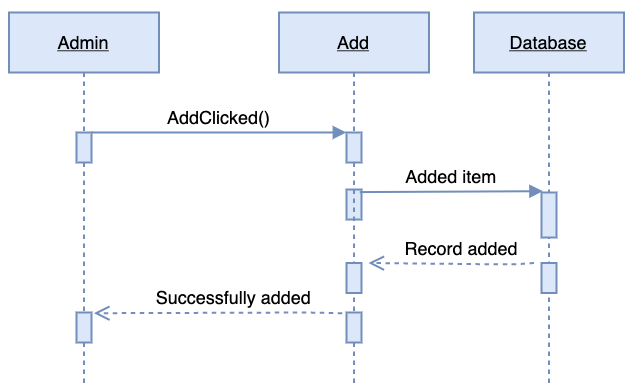 Admin
Add
Database
AddClicked()
Added item
Record added
Successfully added